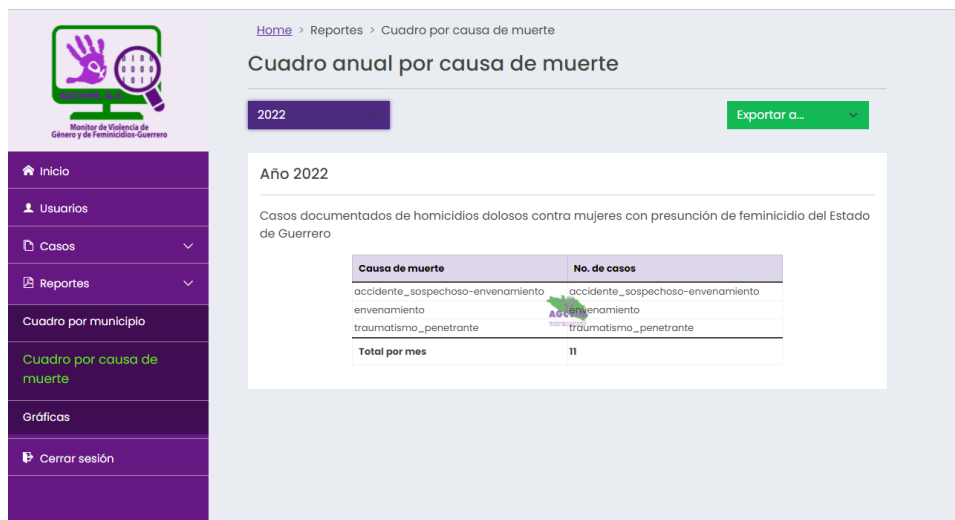 AGCVIM, A.C.
Monitor de Violencia de
Género y de Feminicidios-Guerrero
Inicio
Usuarios
Casos
Reportes
Cuadro por municipio
Cuadro por causa de
muerte
Gráficas
Cerrar sesión
Home > Reportes > Cuadro por causa de muerte
Cuadro anual por causa de muerte
2022
Exportar a...
Año 2022
Casos documentados de homicidios dolosos contra mujeres con presunción de feminicidio del Estado
de Guerrero
Causa de muerte No. de casos
accidente_sospechoso-envenamiento accidente_sospechoso-envenamiento
envenamiento envenamiento
traumatismo_penetrante traumatismo_penetrante
Total por mes 11